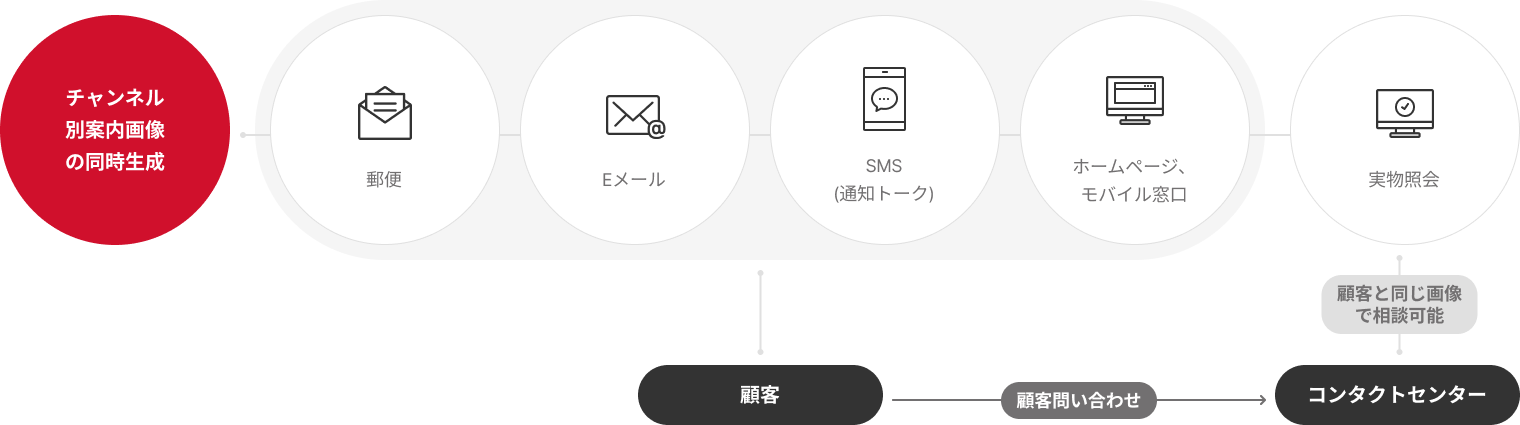 チャンネル
別案内画像
の同時生成
郵便
Eメール
SMS
(通知トーク)
ホームページ、
モバイル窓口
実物照会
顧客と同じ画像
で相談可能
顧客
顧客問い合わせ
コンタクトセンター